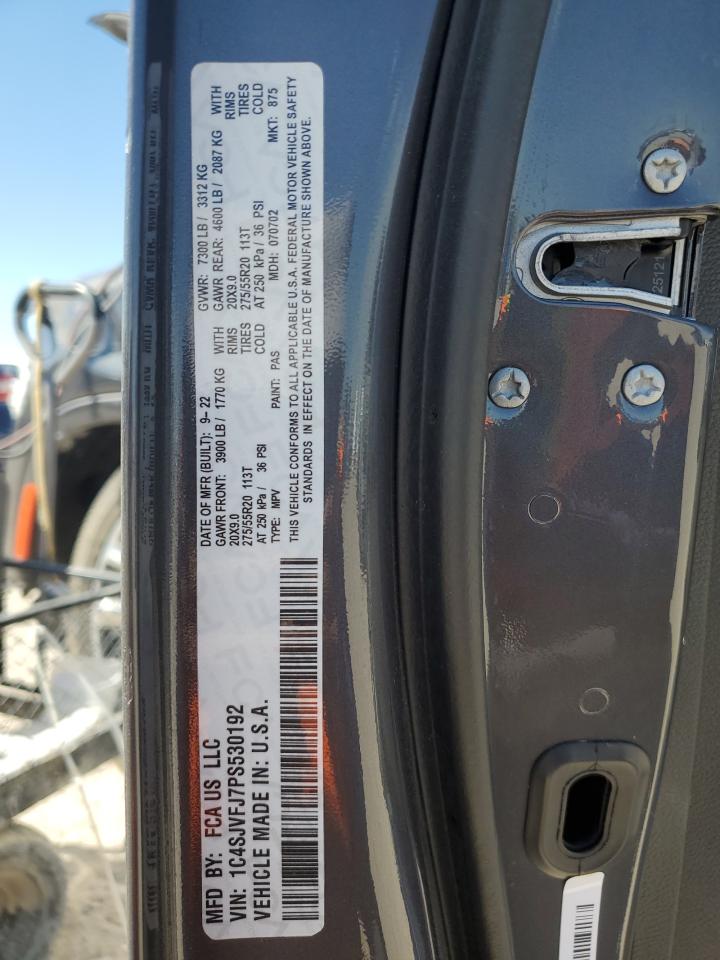 MFD BY: FCA US LLC
DATE OF MFR (BUILT): 9-22
GVWR: 7300 LB / 3312 KG
GAWR FRONT: 3900 LB / 1770 KG WITH
GAWR REAR: 4600 LB / 2087 KG WITH
20X9.0 RIMS
20X9.0 RIMS
275/55R20 113T TIRES
275/55R20 113T TIRES
AT 250 kPa / 36 PSI COLD
AT 250 kPa / 36 PSI COLD
VIN: 1C4SJVFJ7PS530192
TYPE: MPV
PAINT: PAS
MDH: 070702
MKT: 875
VEHICLE MADE IN: U.S.A.
THIS VEHICLE CONFORMS TO ALL APPLICABLE U.S.A. FEDERAL MOTOR VEHICLE SAFETY
STANDARDS IN EFFECT ON THE DATE OF MANUFACTURE SHOWN ABOVE.
25121